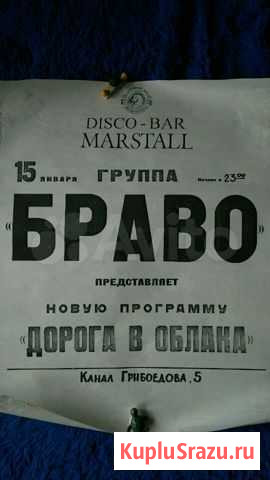 DISCO-BAR
MARSTALL
15 ЯНВАРЯ ГРУППА Начало в 23 00
«БРАВО»
ПРЕДСТАВЛЯЕТ
НОВУЮ ПРОГРАММУ
«ДОРОГА В ОБЛАКА»
КАНАЛ ГРИБОЕДОВА, 5
Avito
KupluSrazu.ru